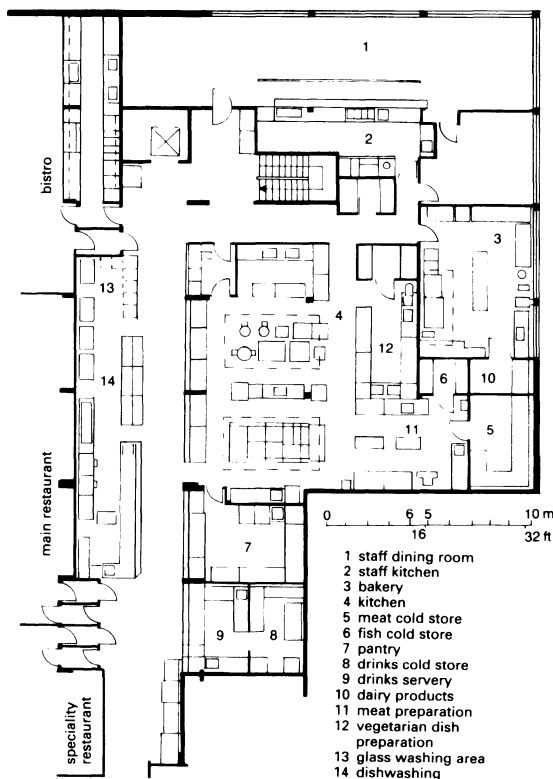 1
2
bistro
3
13
4
14
12
6
10
11
5
main restaurant
0 6 5 10 m
16 32 ft
7
9
8
speciality
restaurant
1 staff dining room
2 staff kitchen
3 bakery
4 kitchen
5 meat cold store
6 fish cold store
7 pantry
8 drinks cold store
9 drinks servery
10 dairy products
11 meat preparation
12 vegetarian dish
preparation
13 glass washing area
14 dishwashing